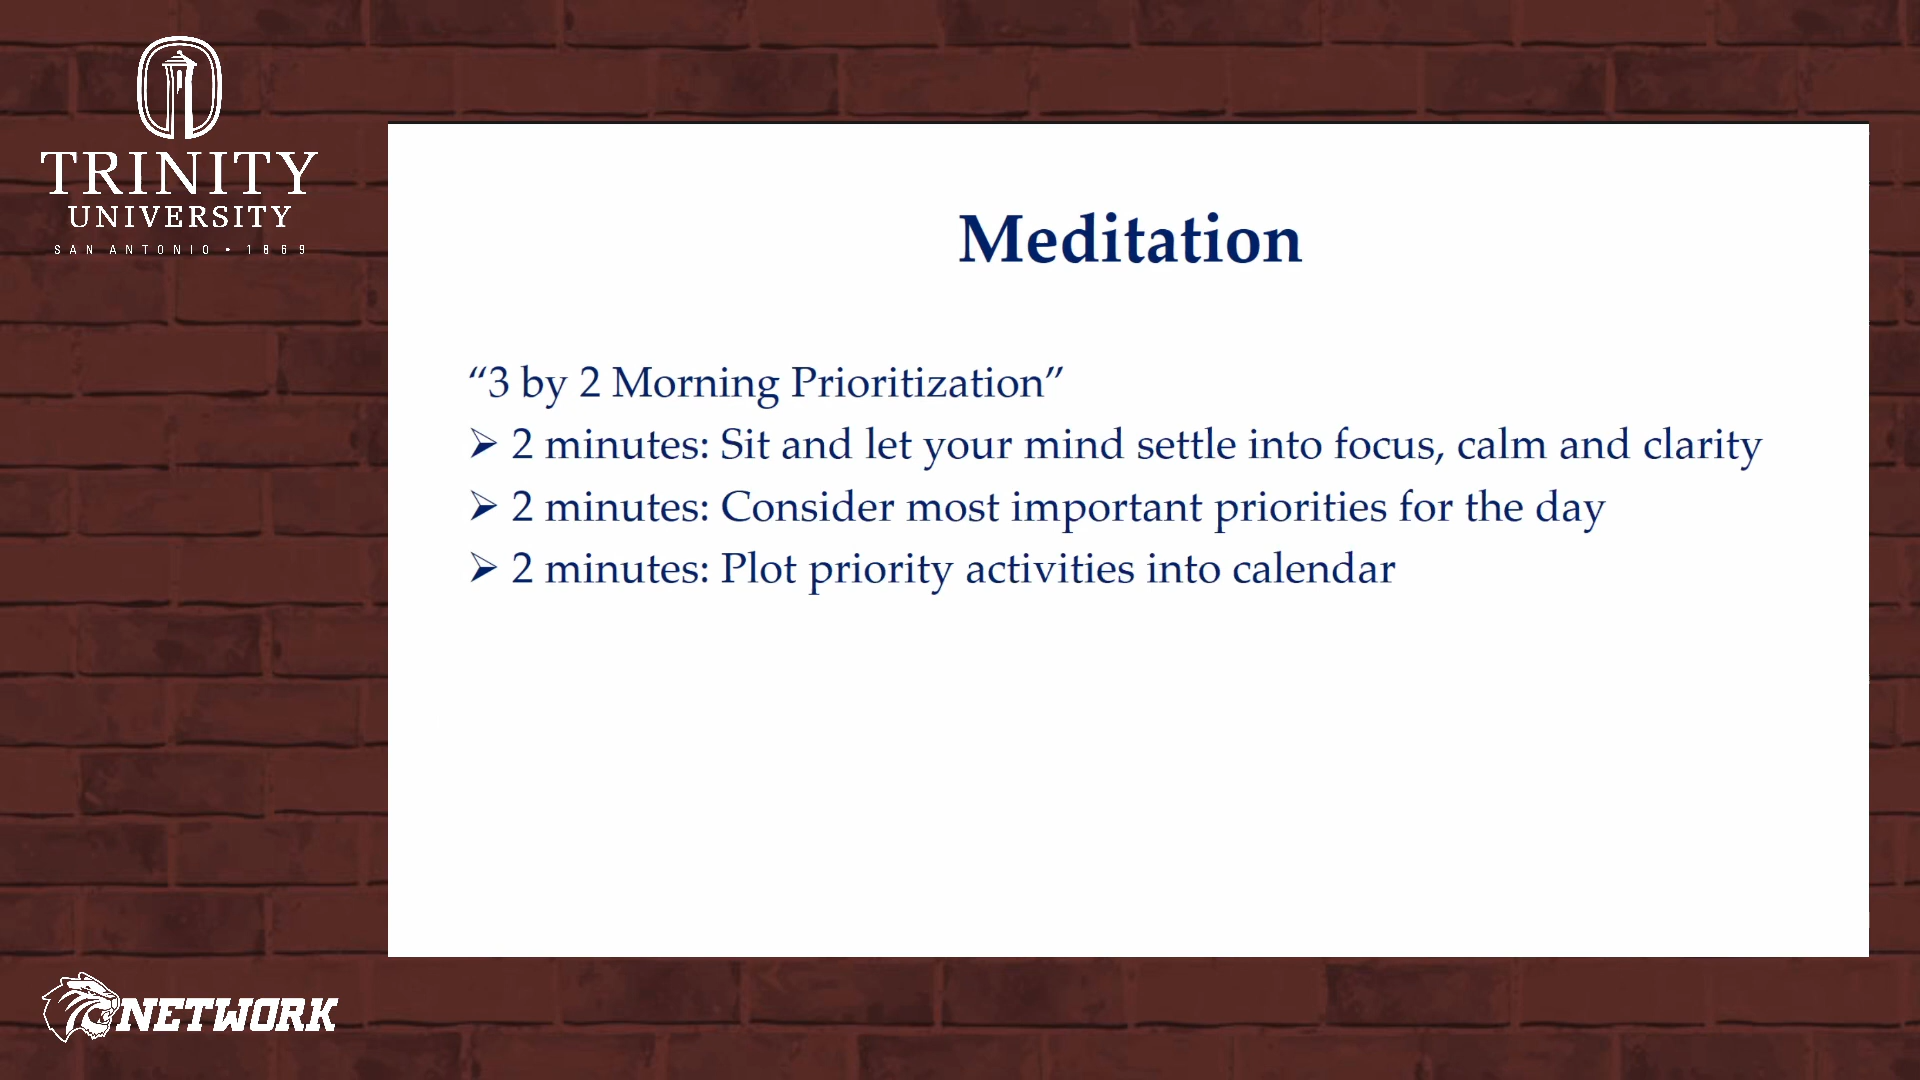 TRINITY
UNIVERSITY
SAN ANTONIO • 1869
Meditation
“3 by 2 Morning Prioritization”
➢ 2 minutes: Sit and let your mind settle into focus, calm and clarity
➢ 2 minutes: Consider most important priorities for the day
➢ 2 minutes: Plot priority activities into calendar
NETWORK